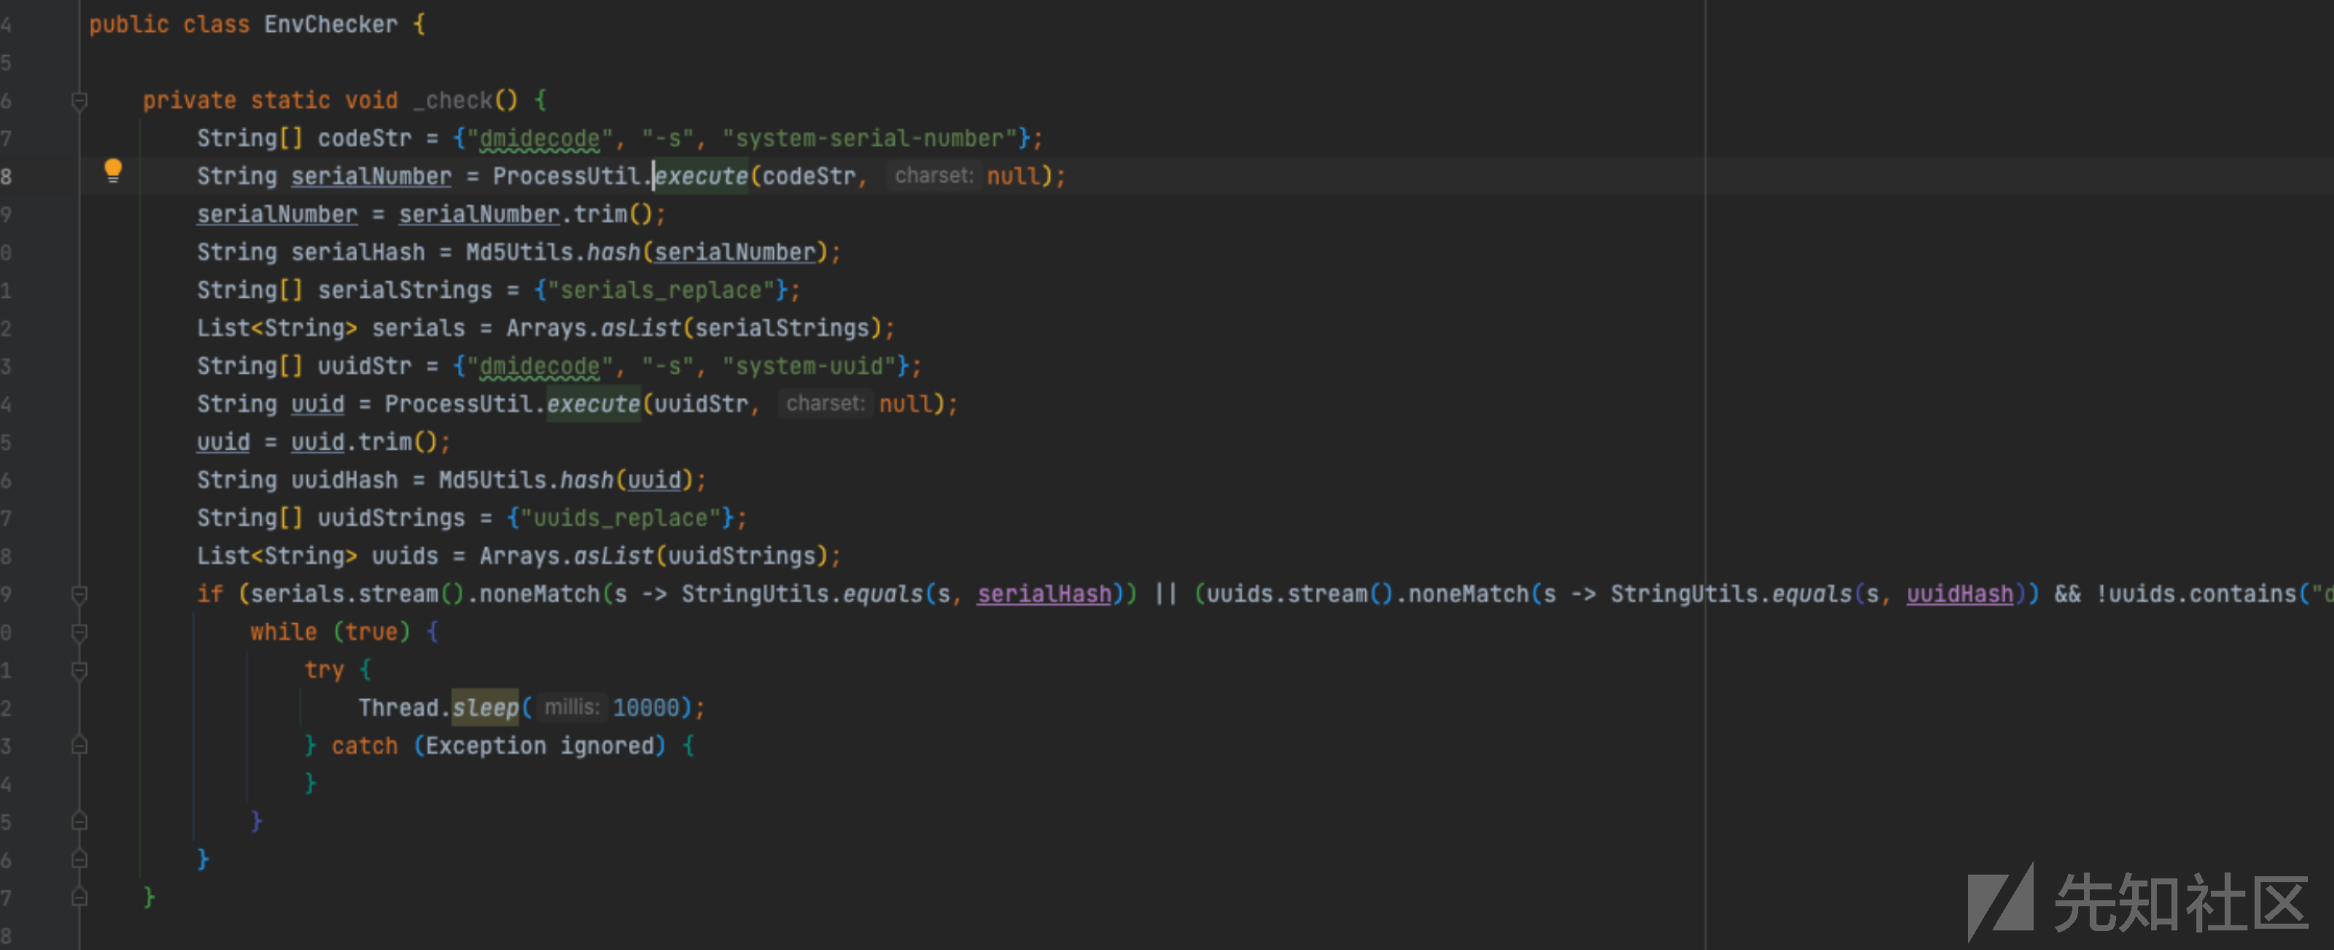 4 public class EnvChecker {
5
6 private static void _check() {
7 String[] codeStr = {"dmidecode", "-s", "system-serial-number"};
8 String serialNumber = ProcessUtil.execute(codeStr, charset: null);
9 serialNumber = serialNumber.trim();
0 String serialHash = Md5Utils.hash(serialNumber);
1 String[] serialStrings = {"serials_replace"};
2 List<String> serials = Arrays.asList(serialStrings);
3 String[] uuidStr = {"dmidecode", "-s", "system-uuid"};
4 String uuid = ProcessUtil.execute(uuidStr, charset: null);
5 uuid = uuid.trim();
6 String uuidHash = Md5Utils.hash(uuid);
7 String[] uuidStrings = {"uuids_replace"};
8 List<String> uuids = Arrays.asList(uuidStrings);
9 if (serials.stream().noneMatch(s -> StringUtils.equals(s, serialHash)) || (uuids.stream().noneMatch(s -> StringUtils.equals(s, uuidHash)) && !uuids.contains("d
0 while (true) {
1 try {
2 Thread.sleep( millis: 10000);
3 } catch (Exception ignored) {
4 }
5 }
6 }
7 }
8
先知社区